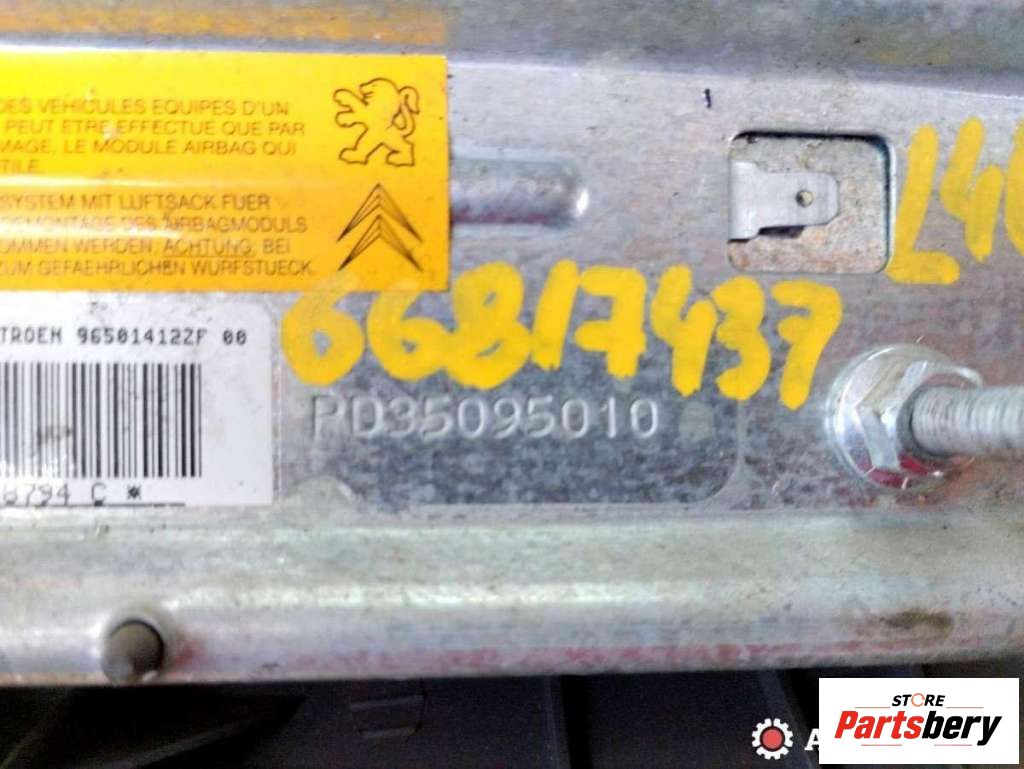 DES VEHICULES EQUIPES D'UN
PEUT ETRE EFFECTUE QUE PAR
MAGE, LE MODULE AIRBAG QUI
TILE.
SYSTEM MIT LUFTSACK FUER
DEMONTAGE DES AIRBAGMODULS
OMMEN WERDEN, ACHTUNG, BEI
ZUM GEFAEHRLICHEN WURFSTUECK.
TROEN 96501412ZF 00
8794 C *
66817437
PD35095010
L4
STORE
Partsbery